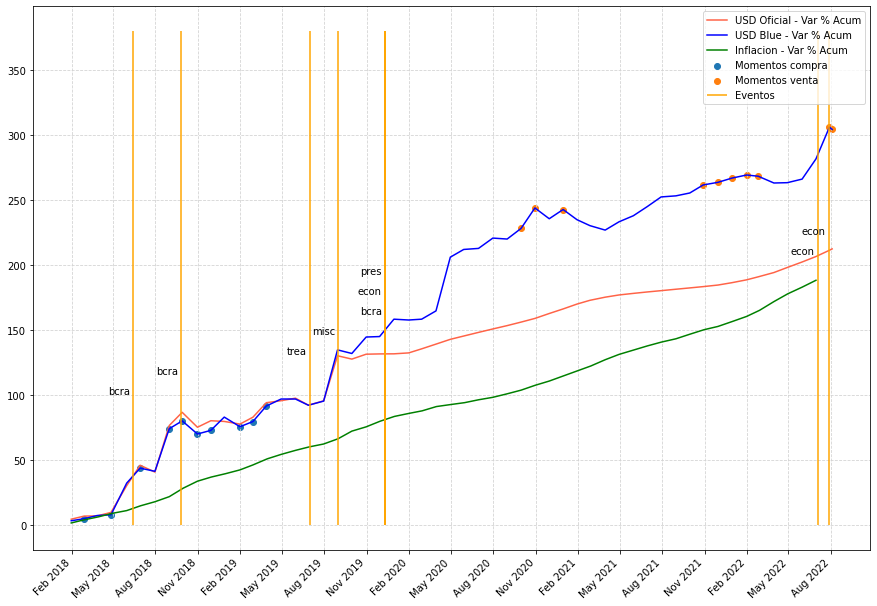 USD Oficial - Var % Acum
USD Blue - Var % Acum
Inflacion - Var % Acum
Momentos compra
Momentos venta
Eventos
350
300
250
200
150
100
50
0
econ
econ
pres
econ
bcra
misc
trea
bcra
bcra
Feb 2018
May 2018
Aug 2018
Nov 2018
Feb 2019
May 2019
Aug 2019
Nov 2019
Feb 2020
May 2020
Aug 2020
Nov 2020
Feb 2021
May 2021
Aug 2021
Nov 2021
Feb 2022
May 2022
Aug 2022